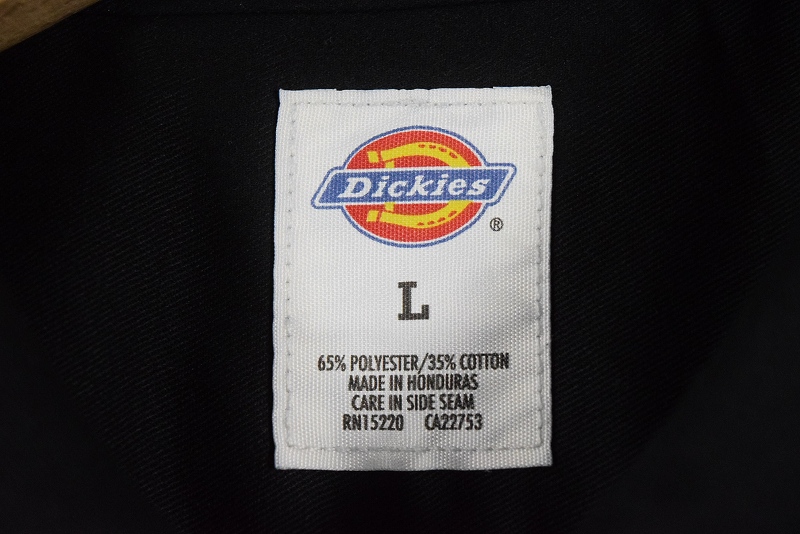 Dickies
®
L
65% POLYESTER/35% COTTON
MADE IN HONDURAS
CARE IN SIDE SEAM
RN15220 CA22753